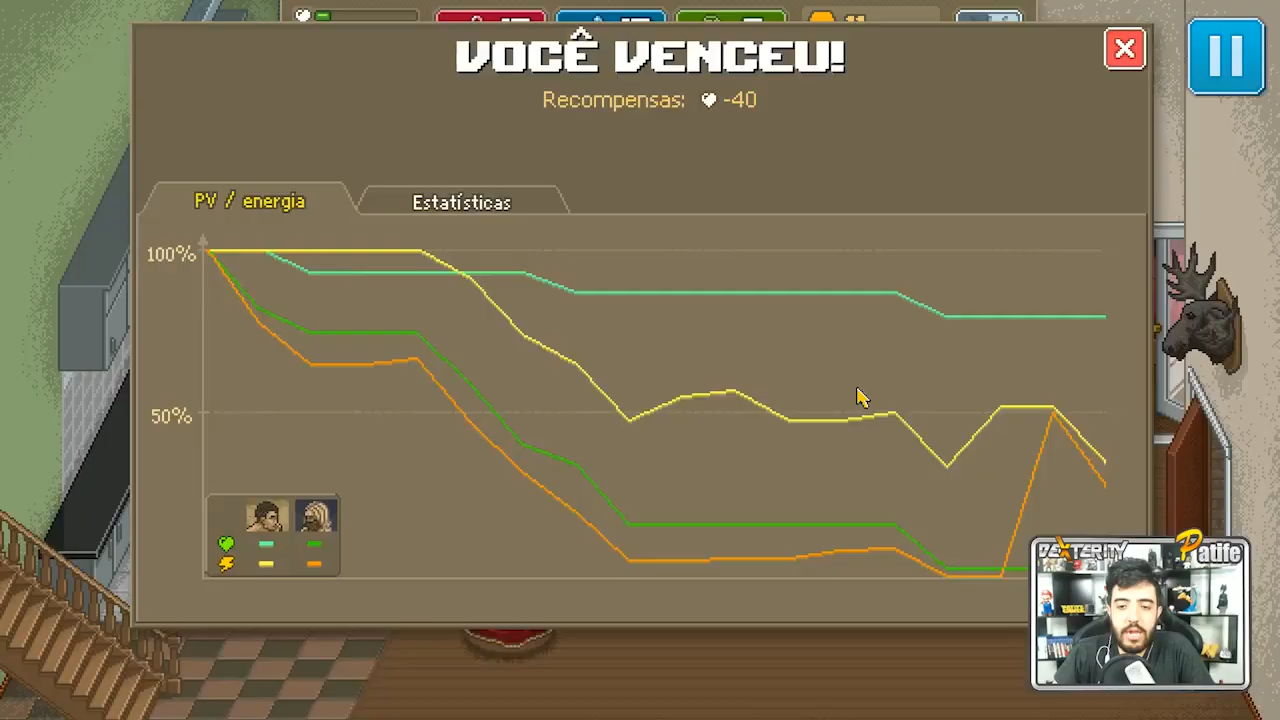 VOCÊ VENCEU!
Recompensas: -40
PV / energia
Estatísticas
100%
50%
DEXTERITY
Patife